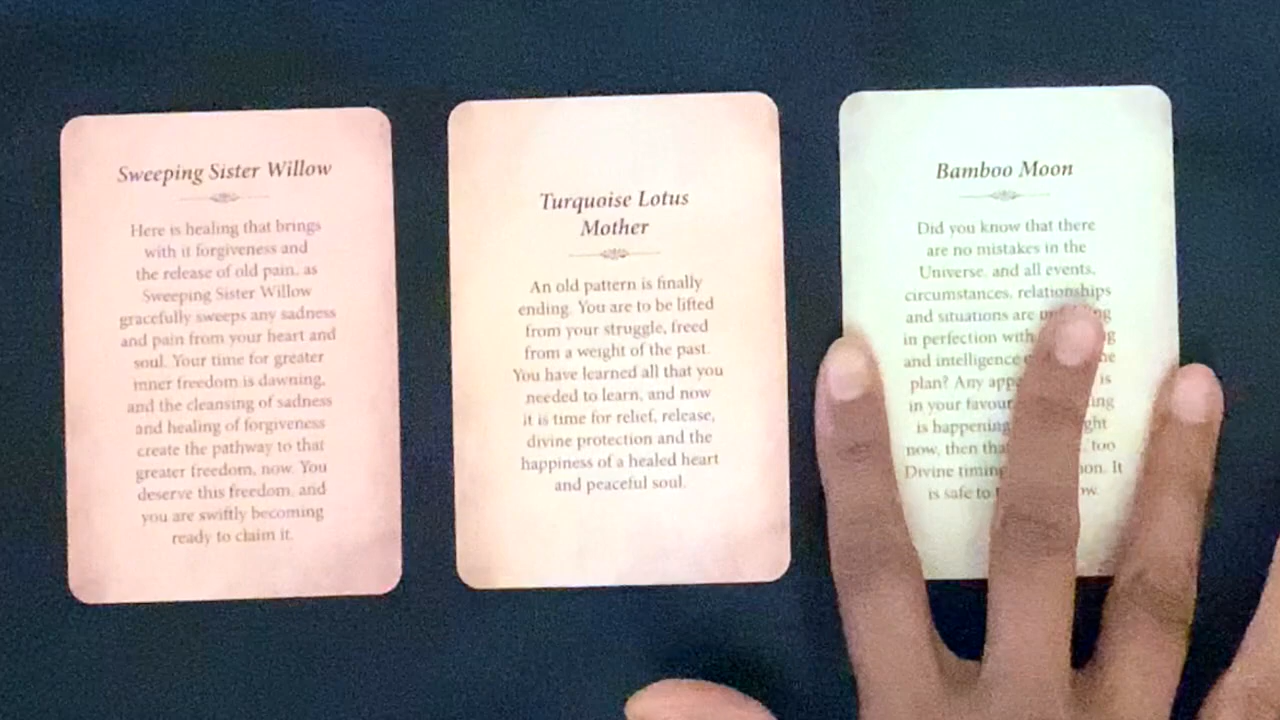 Sweeping Sister Willow
Here is healing that brings
with it forgiveness and
the release of old pain, as
Sweeping Sister Willow
gracefully sweeps any sadness
and pain from your heart and
soul. Your time for greater
inner freedom is dawning,
and the cleansing of sadness
and healing of forgiveness
create the pathway to that
greater freedom, now. You
deserve this freedom, and
you are swiftly becoming
ready to claim it.
Turquoise Lotus
Mother
An old pattern is finally
ending. You are to be lifted
from your struggle, freed
from a weight of the past.
You have learned all that you
needed to learn, and now
it is time for relief, release,
divine protection and the
happiness of a healed heart
and peaceful soul.
Bamboo Moon
Did you know that there
are no mistakes in the
Universe, and all events,
circumstances, relationships
and situations are
in perfection with
and intelligence
plan? Any is
in your favour
is happening
now, then too
Divine timing It
is safe to